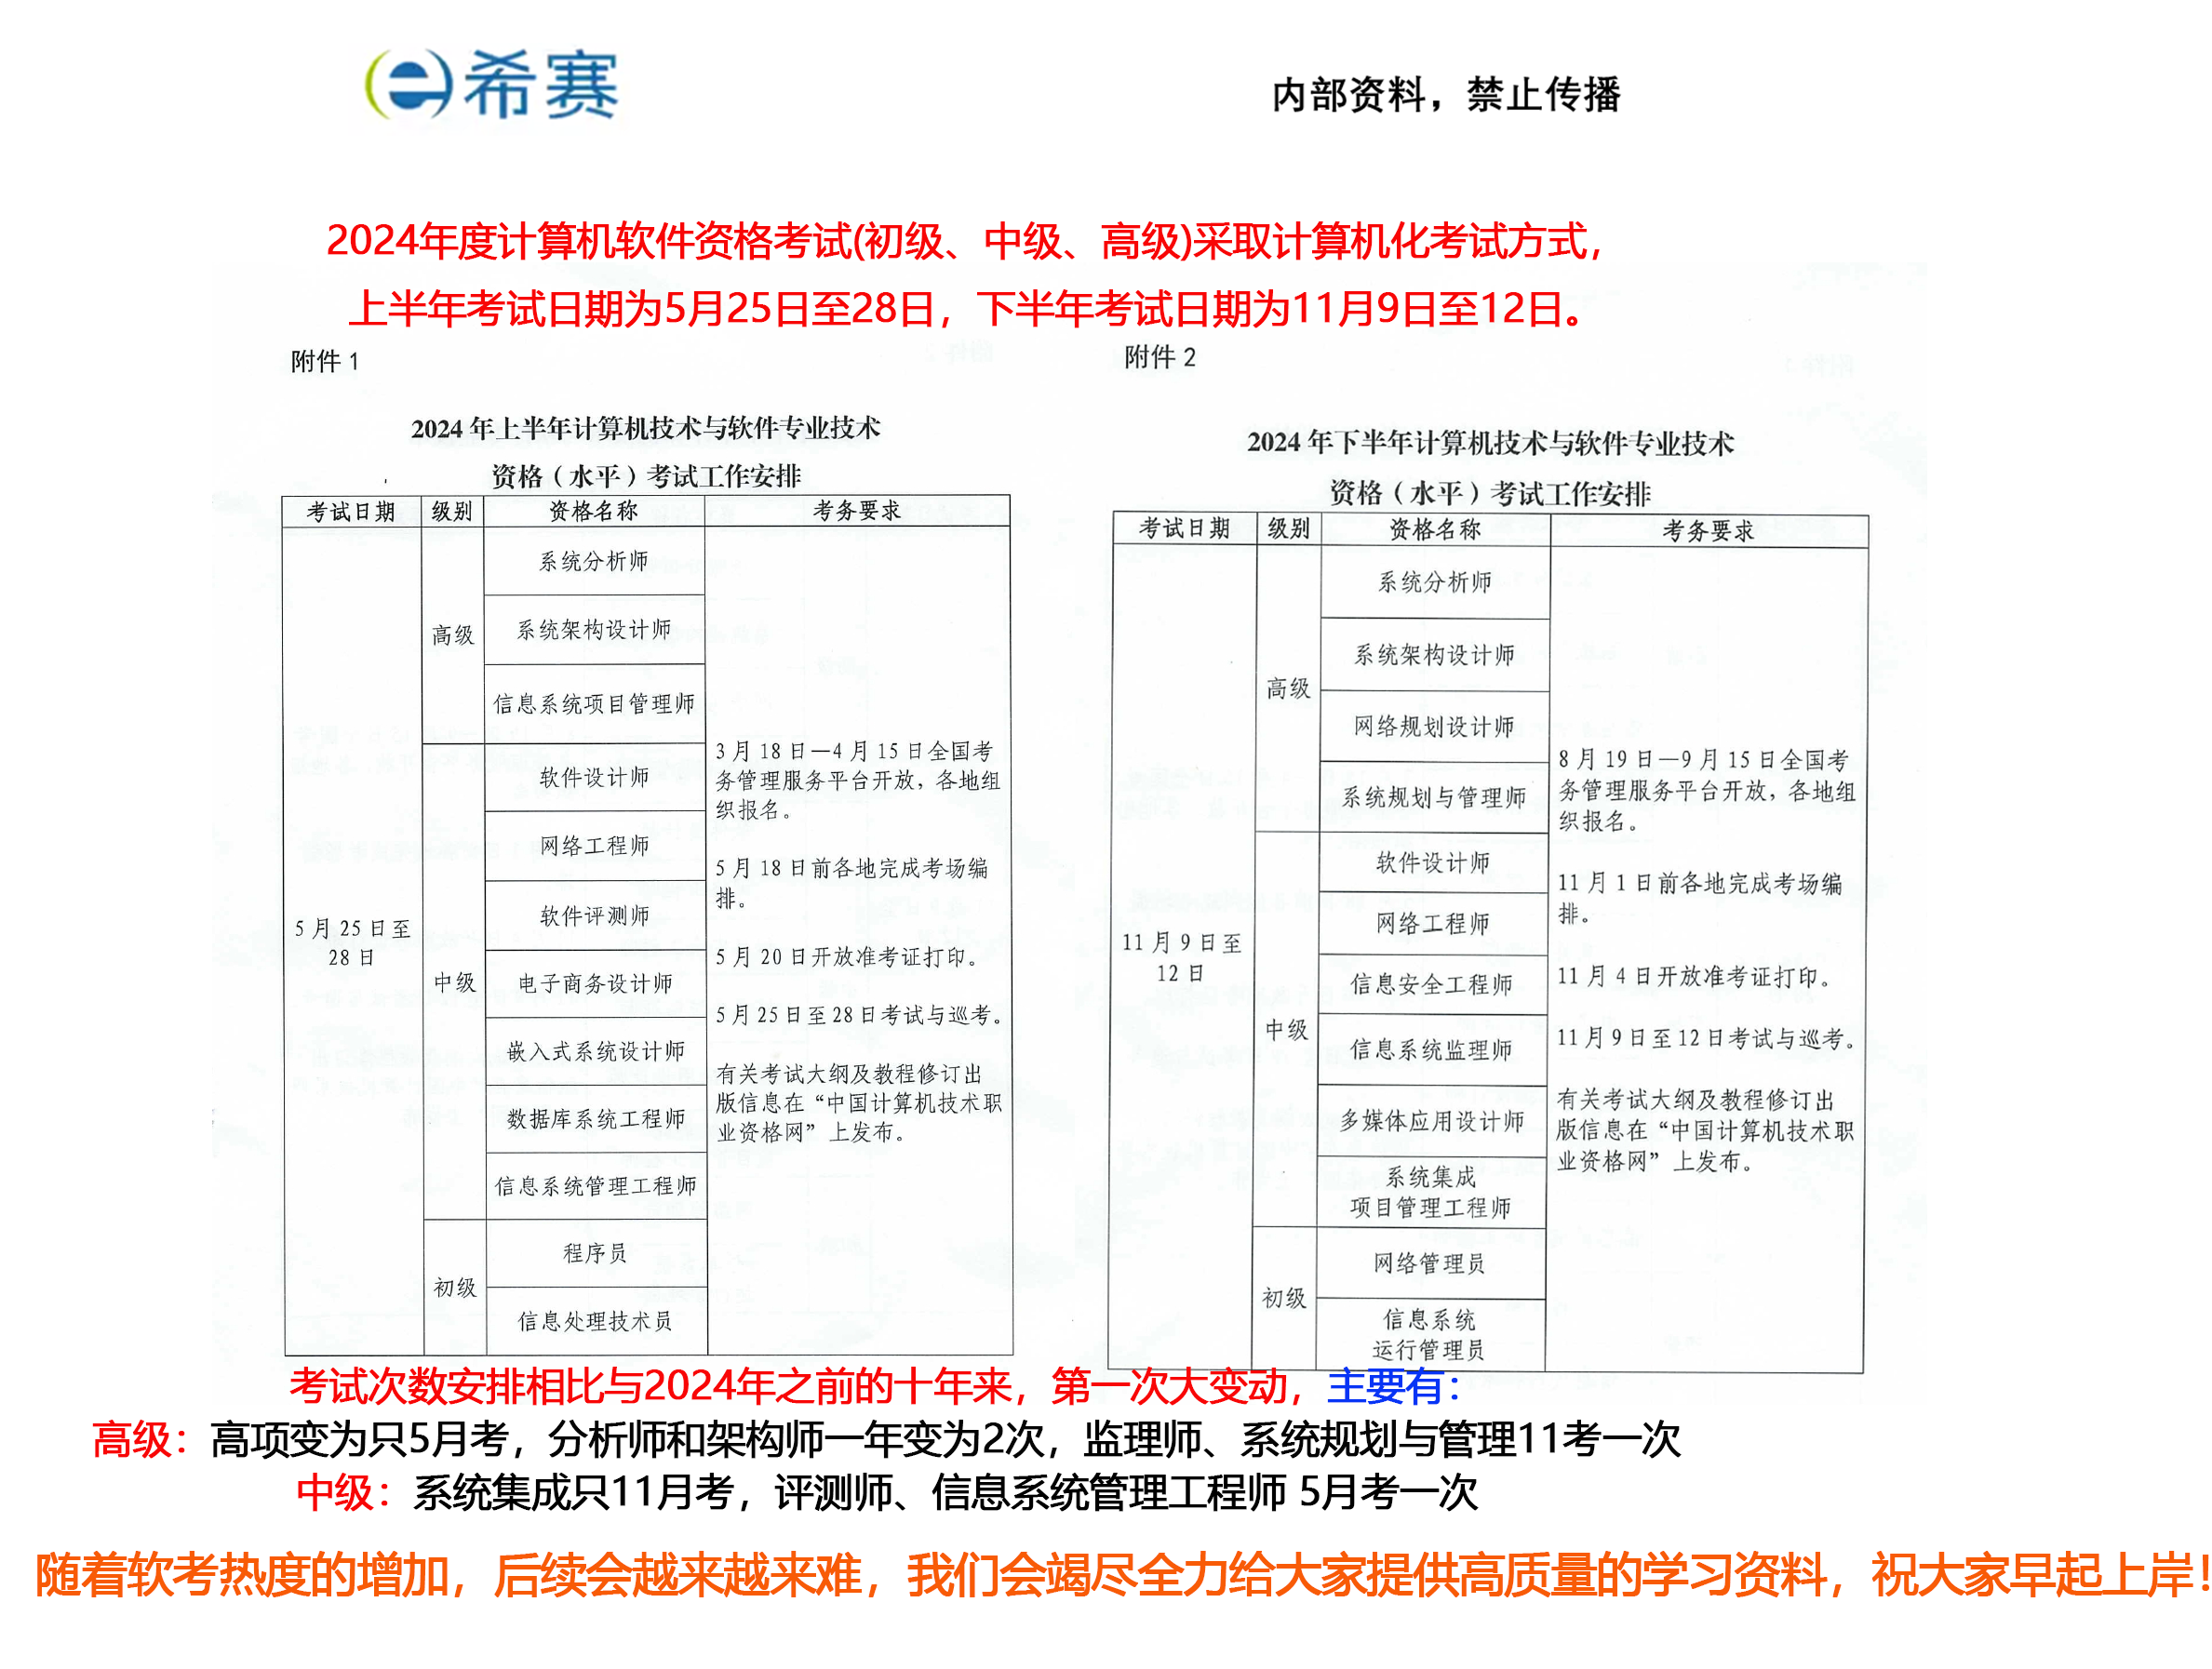 希赛
内部资料，禁止传播
2024年度计算机软件资格考试(初级、中级、高级)采取计算机化考试方式，
上半年考试日期为5月25日至28日，下半年考试日期为11月9日至12日。
附件 1
2024 年上半年计算机技术与软件专业技术
资格（水平）考试工作安排
考试日期 级别 资格名称 考务要求
5 月 25 日至
28 日
高级
系统分析师
系统架构设计师
信息系统项目管理师
中级
软件设计师
网络工程师
软件评测师
电子商务设计师
嵌入式系统设计师
数据库系统工程师
信息系统管理工程师
初级
程序员
信息处理技术员
3 月 18 日—4 月 15 日全国考
务管理服务平台开放，各地组
织报名。
5 月 18 日前各地完成考场编
排。
5 月 20 日开放准考证打印。
5 月 25 日至 28 日考试与巡考。
有关考试大纲及教程修订出
版信息在“中国计算机技术职
业资格网”上发布。
附件 2
2024 年下半年计算机技术与软件专业技术
资格（水平）考试工作安排
考试日期 级别 资格名称 考务要求
11 月 9 日至
12 日
高级
系统分析师
系统架构设计师
网络规划设计师
系统规划与管理师
中级
软件设计师
网络工程师
信息安全工程师
信息系统监理师
多媒体应用设计师
系统集成
项目管理工程师
初级
网络管理员
信息系统
运行管理员
8 月 19 日—9 月 15 日全国考
务管理服务平台开放，各地组
织报名。
11 月 1 日前各地完成考场编
排。
11 月 4 日开放准考证打印。
11 月 9 日至 12 日考试与巡考。
有关考试大纲及教程修订出
版信息在“中国计算机技术职
业资格网”上发布。
考试次数安排相比与2024年之前的十年来，第一次大变动，主要有：
高级：高项变为只5月考，分析师和架构师一年变为2次，监理师、系统规划与管理11考一次
中级：系统集成只11月考，评测师、信息系统管理工程师 5月考一次
随着软考热度的增加，后续会越来越来难，我们会竭尽全力给大家提供高质量的学习资料，祝大家早起上岸！